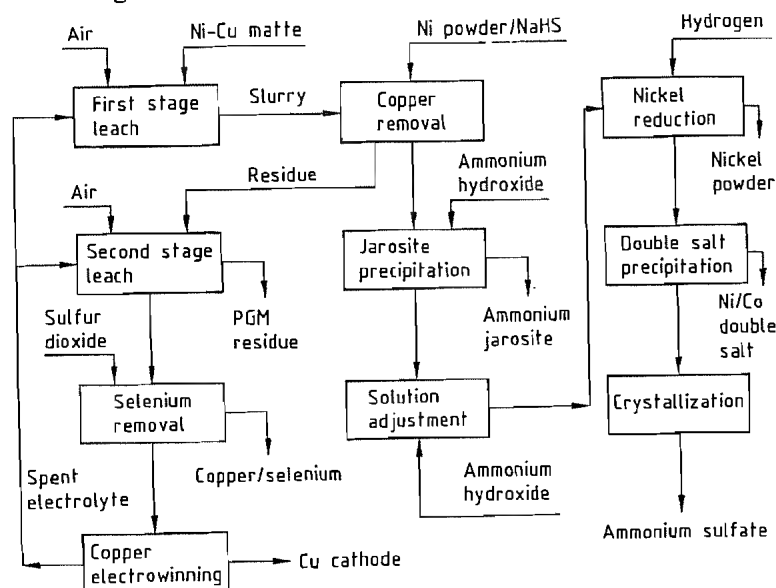 Air
Ni-Cu matte
First stage
leach
Slurry
Ni powder/NaHS
Copper
removal
Hydrogen
Nickel
reduction
Nickel
powder
Residue
Ammonium
hydroxide
Air
Second stage
leach
PGM
residue
Jarosite
precipitation
Ammonium
jarosite
Double salt
precipitation
Ni/Co
double
salt
Sulfur
dioxide
Selenium
removal
Copper/selenium
Solution
adjustment
Ammonium
hydroxide
Crystallization
Ammonium sulfate
Spent
electrolyte
Copper
electrowinning
Cu cathode